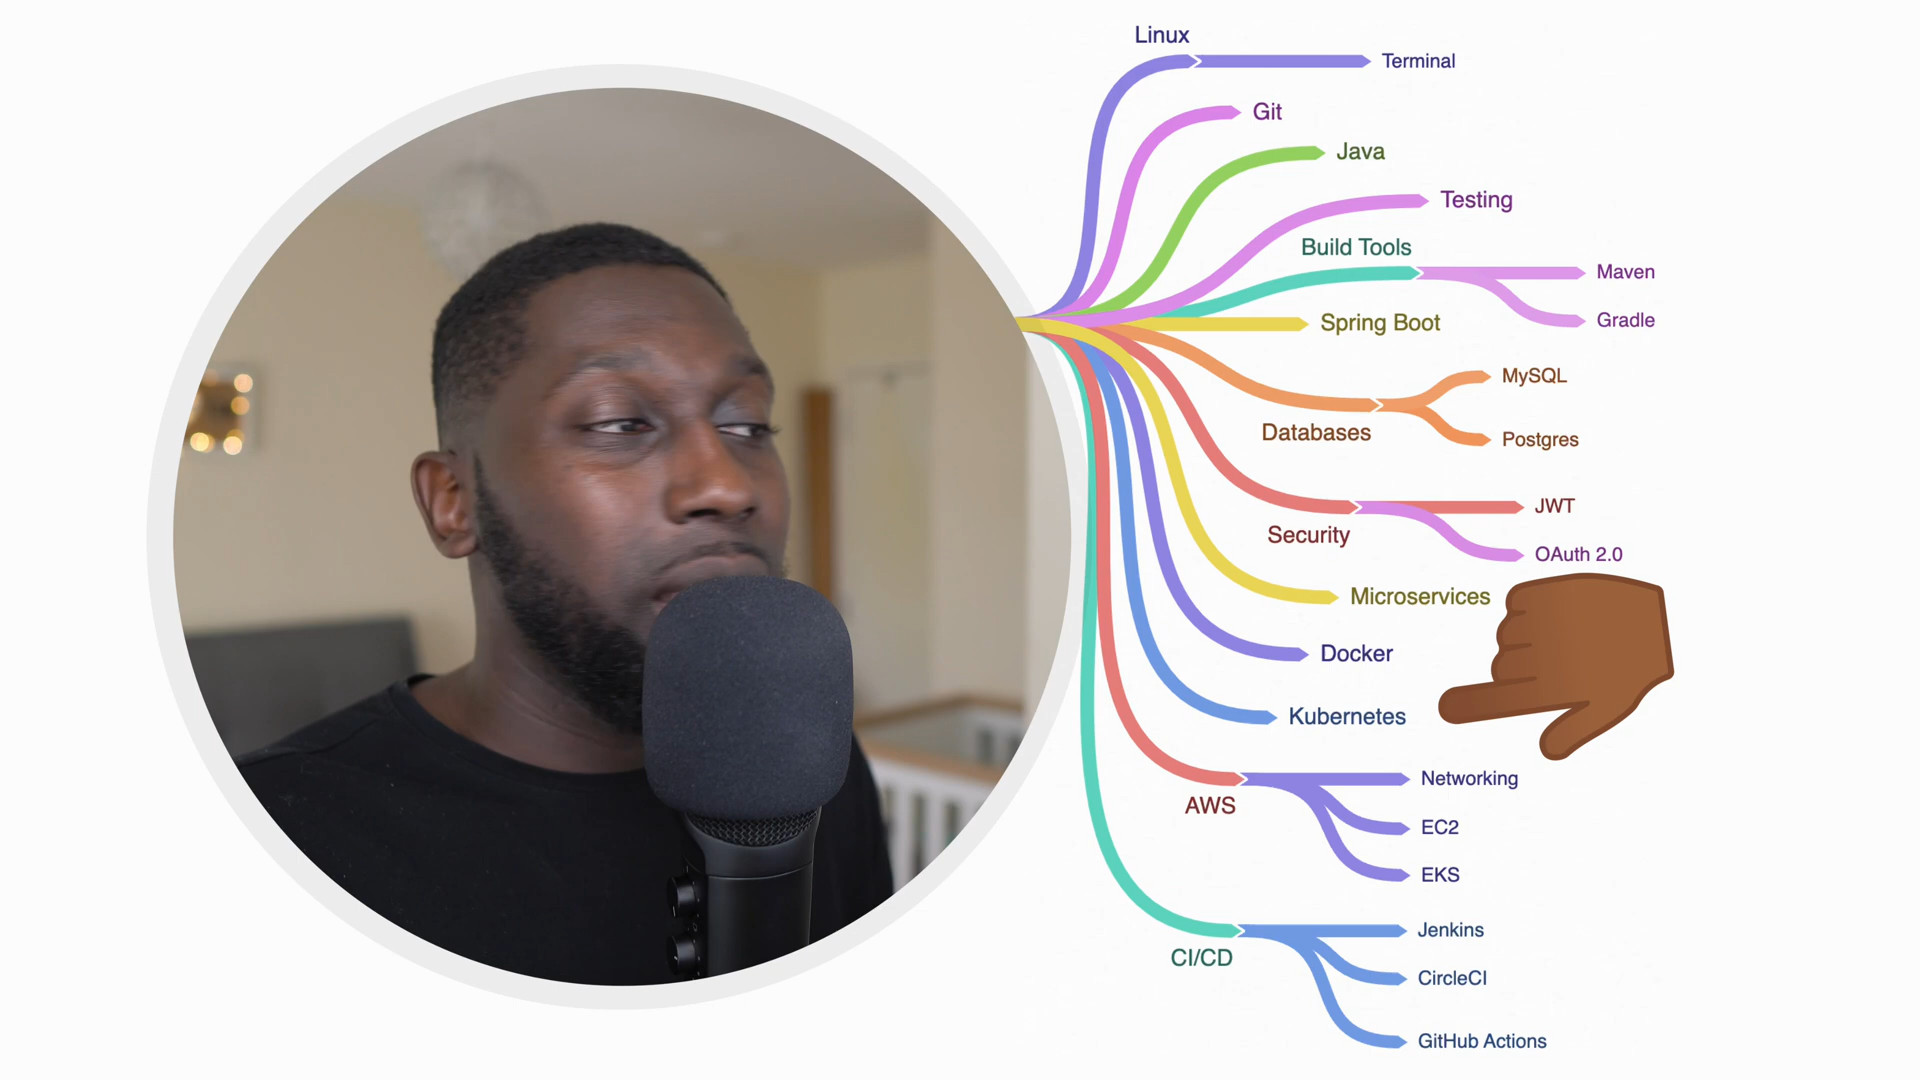 Linux
Terminal
Git
Java
Testing
Build Tools
Maven
Gradle
Spring Boot
Databases
MySQL
Postgres
Security
JWT
OAuth 2.0
Microservices
Docker
Kubernetes
AWS
Networking
EC2
EKS
CI/CD
Jenkins
CircleCI
GitHub Actions